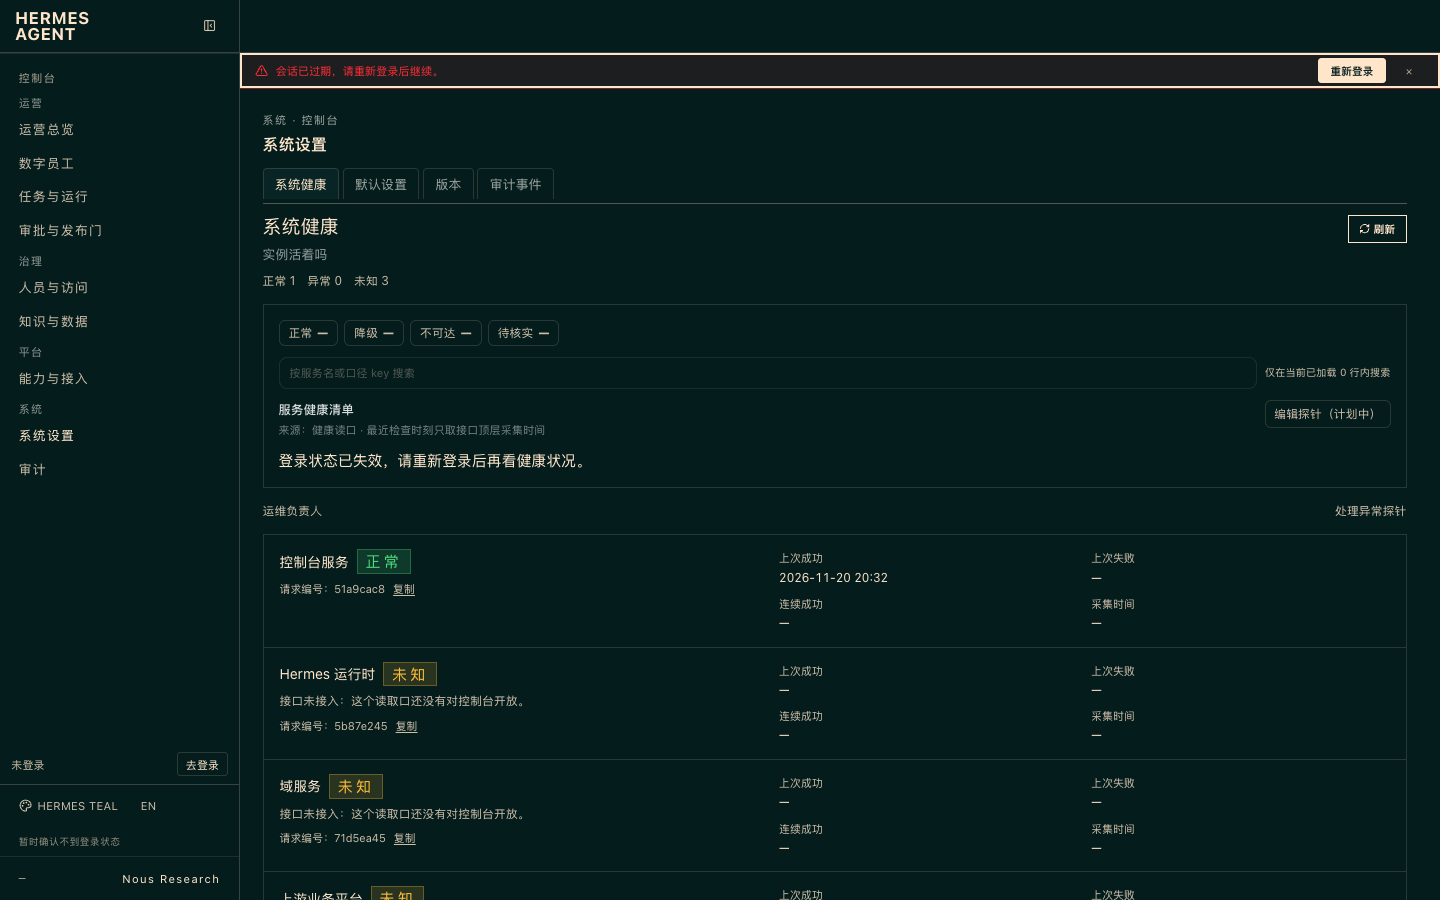 HERMES
AGENT
控制台
运营
运营总览
数字员工
任务与运行
审批与发布门
治理
人员与访问
知识与数据
平台
能力与接入
系统
系统设置
审计
未登录 去登录
HERMES TEAL EN
暂时确认不到登录状态
— Nous Research
会话已过期，请重新登录后继续。 重新登录 ×
系统 · 控制台
系统设置
系统健康 默认设置 版本 审计事件
系统健康 刷新
实例活着吗
正常 1 异常 0 未知 3
正常 — 降级 — 不可达 — 待核实 —
按服务名或口径 key 搜索 仅在当前已加载 0 行内搜索
服务健康清单 编辑探针（计划中）
来源：健康读口 · 最近检查时刻只取接口顶层采集时间
登录状态已失效，请重新登录后再看健康状况。
运维负责人 处理异常探针
控制台服务 正常 上次成功 上次失败
2026-11-20 20:32 —
请求编号：51a9cac8 复制
连续成功 采集时间
— —
Hermes 运行时 未知 上次成功 上次失败
— —
接口未接入：这个读取口还没有对控制台开放。
连续成功 采集时间
请求编号：5b87e245 复制
— —
域服务 未知 上次成功 上次失败
— —
接口未接入：这个读取口还没有对控制台开放。
连续成功 采集时间
请求编号：71d5ea45 复制
— —
上游业务平台 未知 上次成功 上次失败